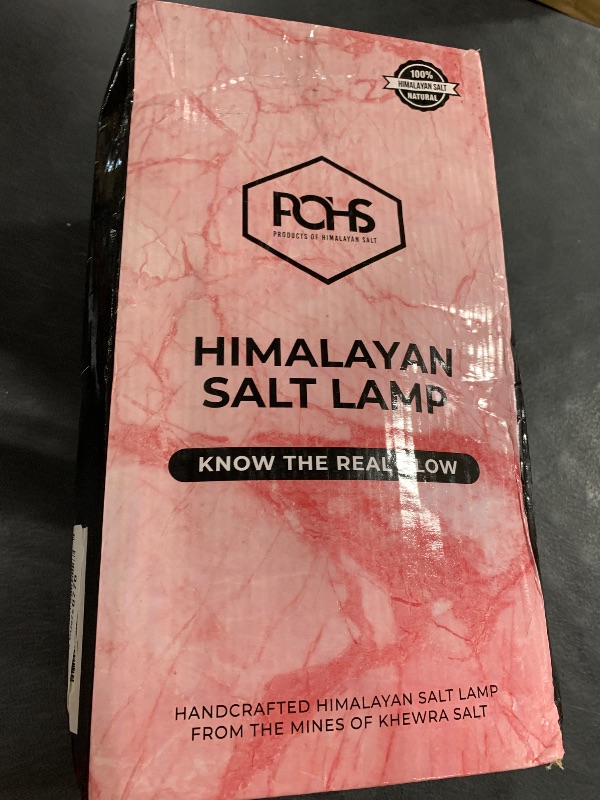 100%
HIMALAYAN SALT
NATURAL
POHS
PRODUCTS OF HIMALAYAN SALT
HIMALAYAN
SALT LAMP
KNOW THE REAL GLOW
HANDCRAFTED HIMALAYAN SALT LAMP
FROM THE MINES OF KHEWRA SALT